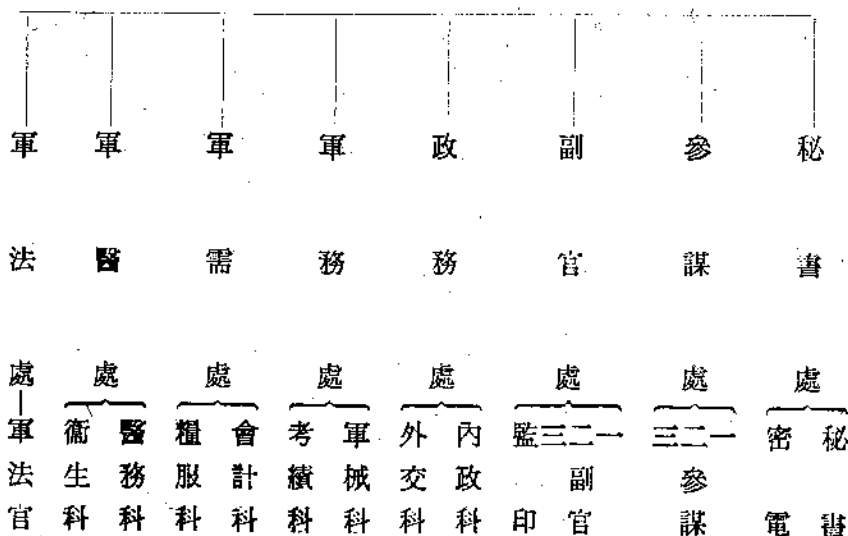 秘書處
秘書
密電
參謀處
一二三參謀
副官處
一二三副官
監印
政務處
內政科
外交科
軍務處
軍械科
考績科
軍需處
會計科
糧服科
軍醫處
醫務科
衞生科
軍法處
軍法官